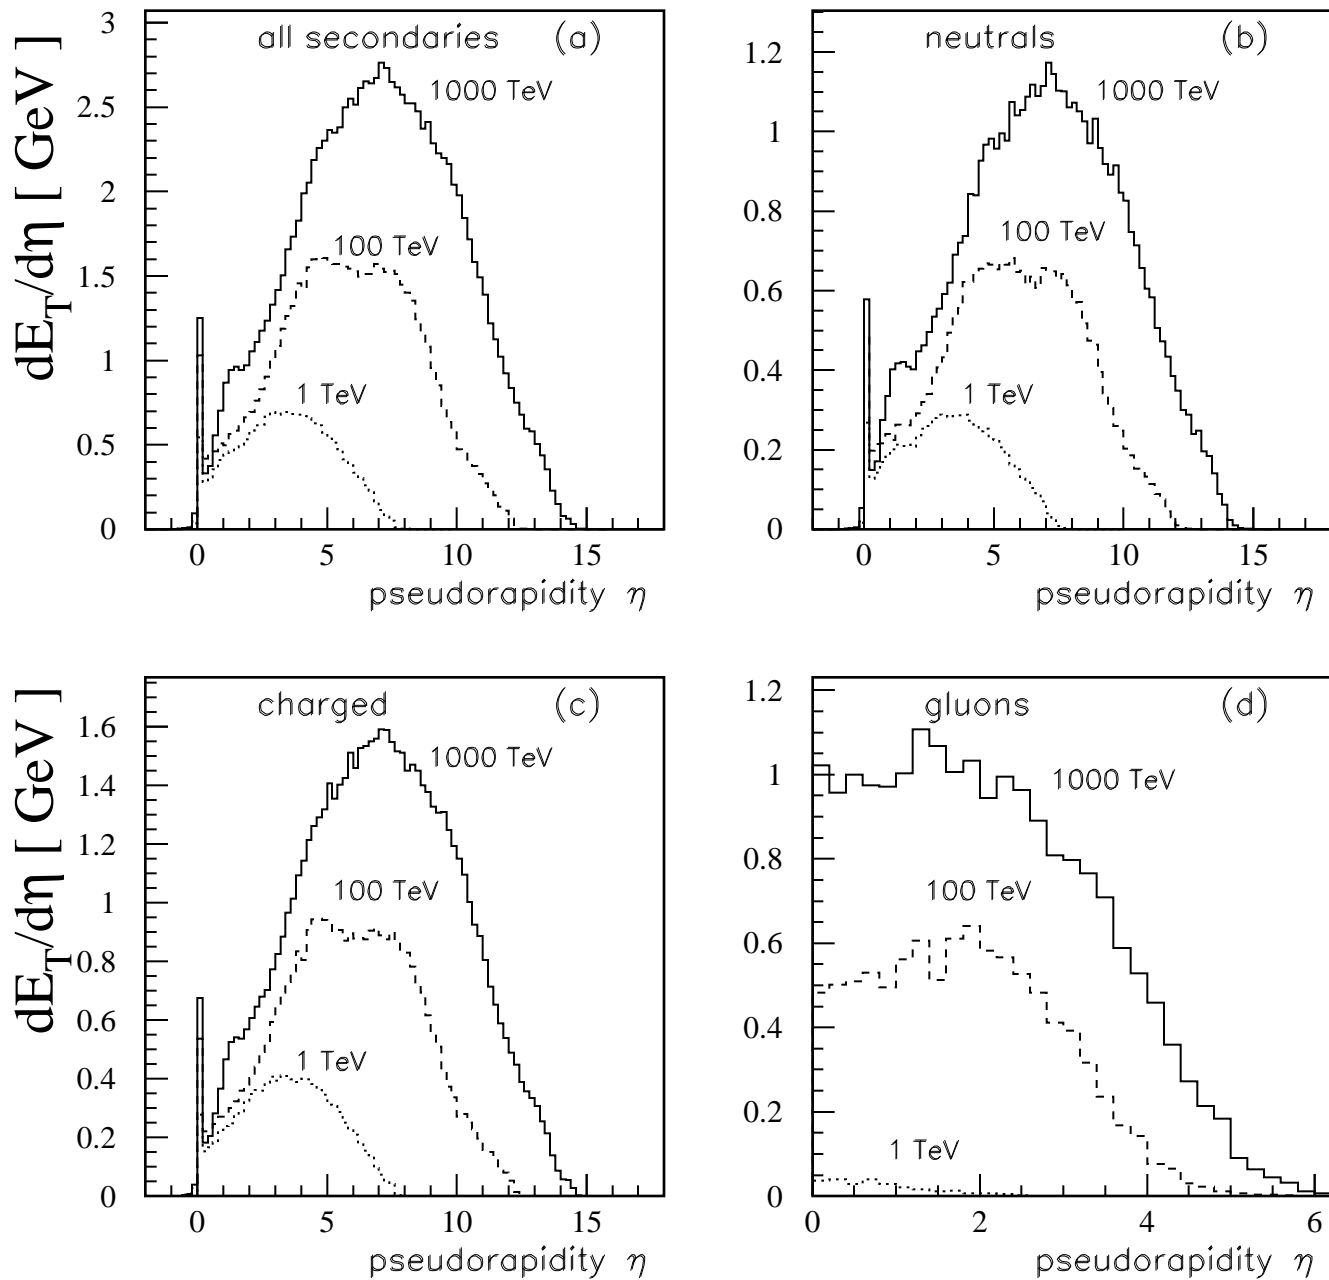 all secondaries (a)
dE_T/dη [ GeV ]
3
2.5
2
1.5
1
0.5
0
1000 TeV
100 TeV
1 TeV
0 5 10 15
pseudorapidity η
neutrals (b)
1.2
1
0.8
0.6
0.4
0.2
0
1000 TeV
100 TeV
1 TeV
0 5 10 15
pseudorapidity η
charged (c)
dE_T/dη [ GeV ]
1.6
1.4
1.2
1
0.8
0.6
0.4
0.2
0
1000 TeV
100 TeV
1 TeV
0 5 10 15
pseudorapidity η
gluons (d)
1.2
1
0.8
0.6
0.4
0.2
0
1000 TeV
100 TeV
1 TeV
0 2 4 6
pseudorapidity η